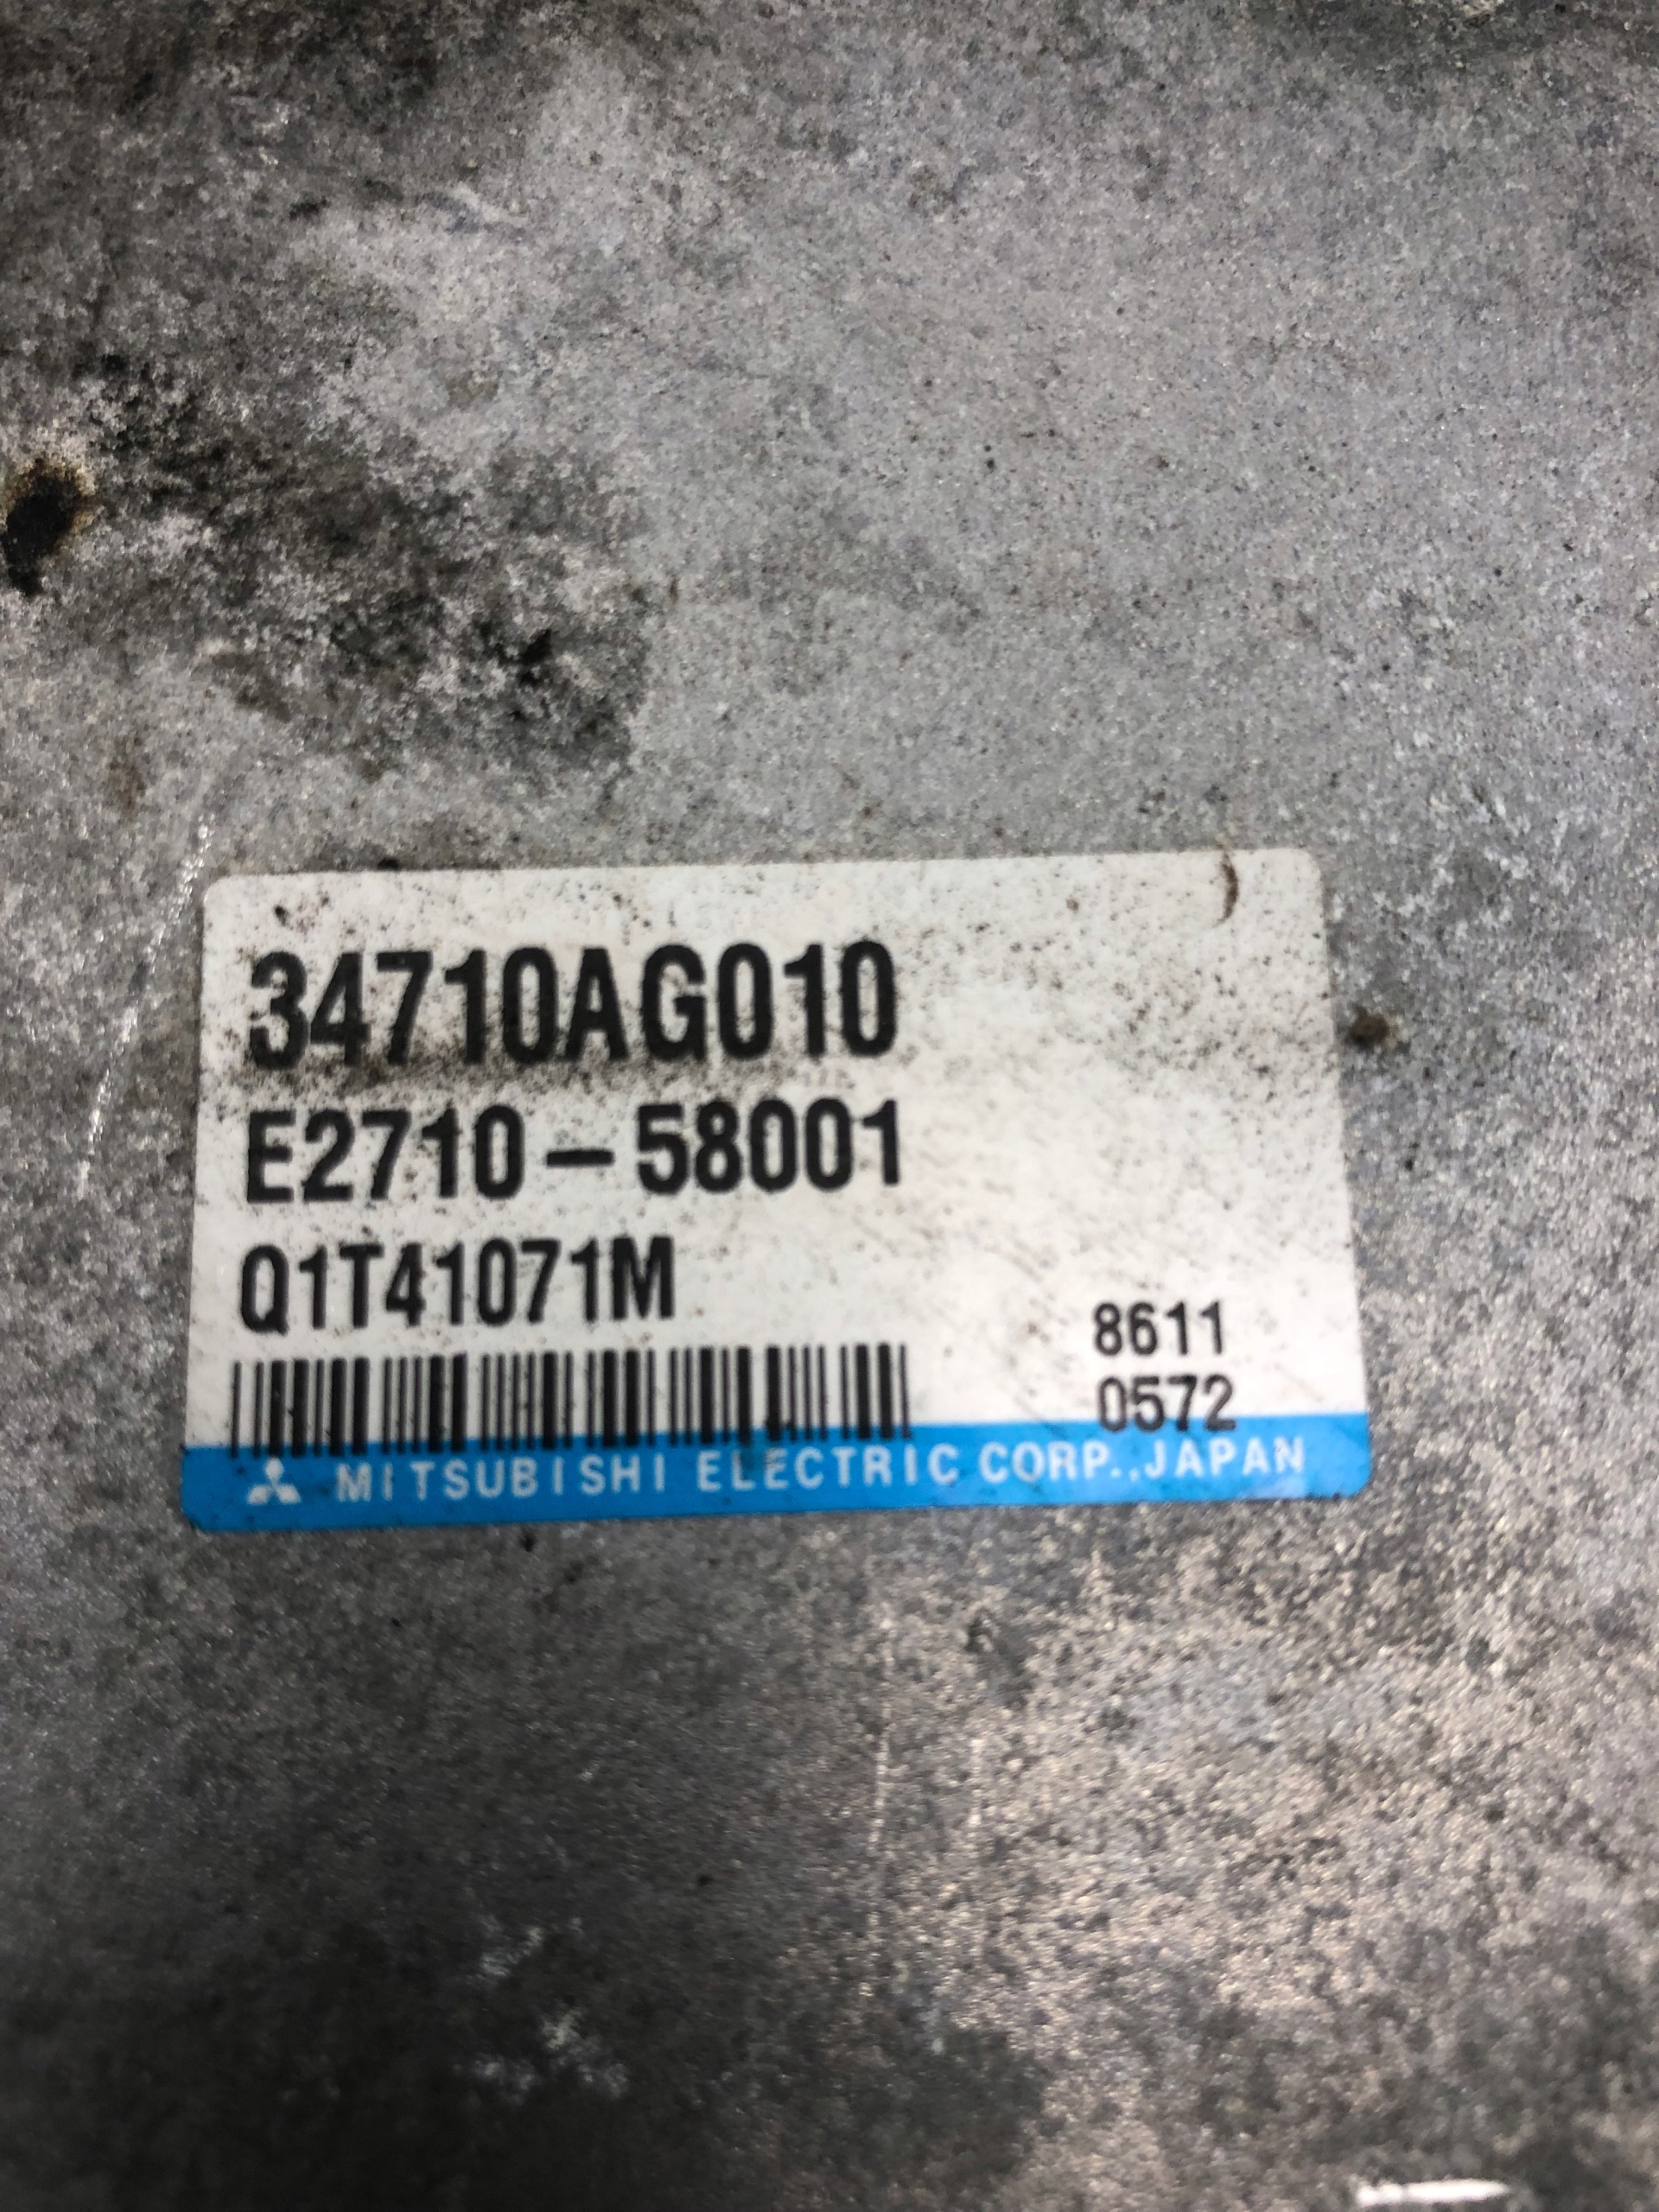 34710AG010
E2710-58001
Q1T41071M
8611
0572
MITSUBISHI ELECTRIC CORP., JAPAN